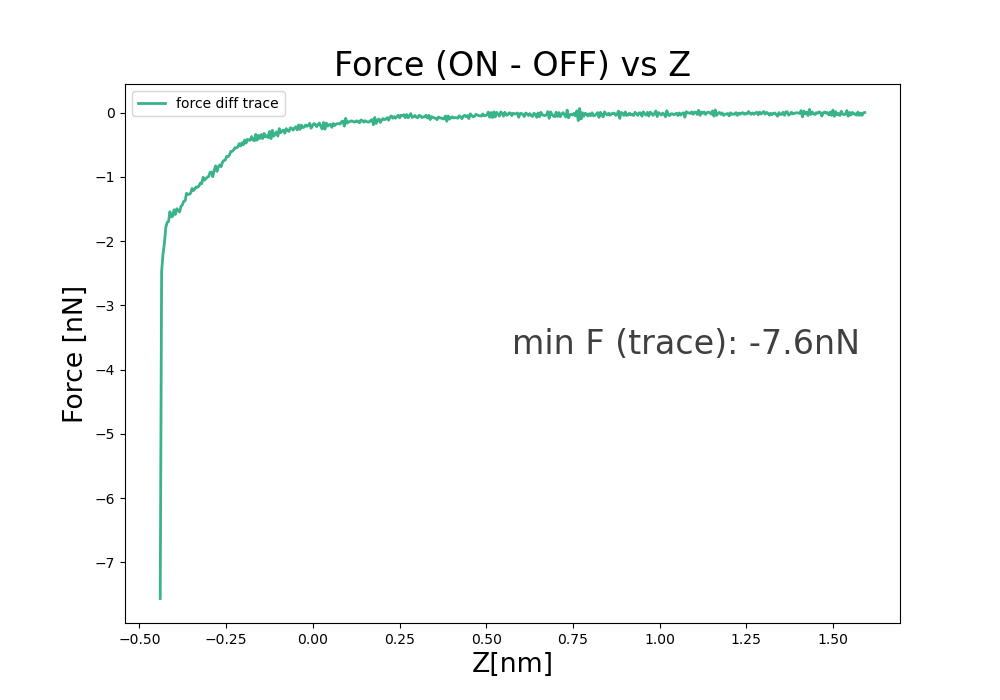 Force (ON - OFF) vs Z
force diff trace
0
−1
−2
−3
−4
−5
−6
−7
Force [nN]
min F (trace): -7.6nN
−0.50 −0.25 0.00 0.25 0.50 0.75 1.00 1.25 1.50
Z[nm]